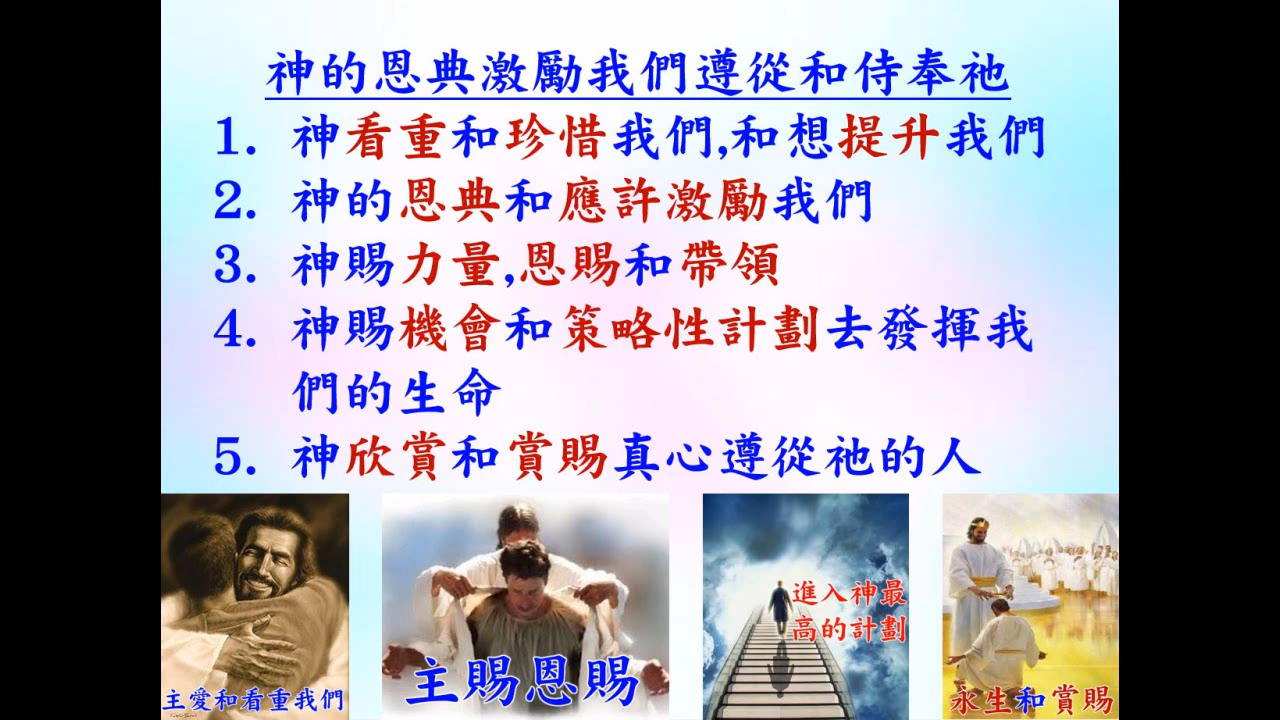 神的恩典激勵我們遵從和侍奉祂
1. 神看重和珍惜我們,和想提升我們
2. 神的恩典和應許激勵我們
3. 神賜力量,恩賜和帶領
4. 神賜機會和策略性計劃去發揮我
們的生命
5. 神欣賞和賞賜真心遵從祂的人
主愛和看重我們
主賜恩賜
進入神最
高的計劃
永生和賞賜